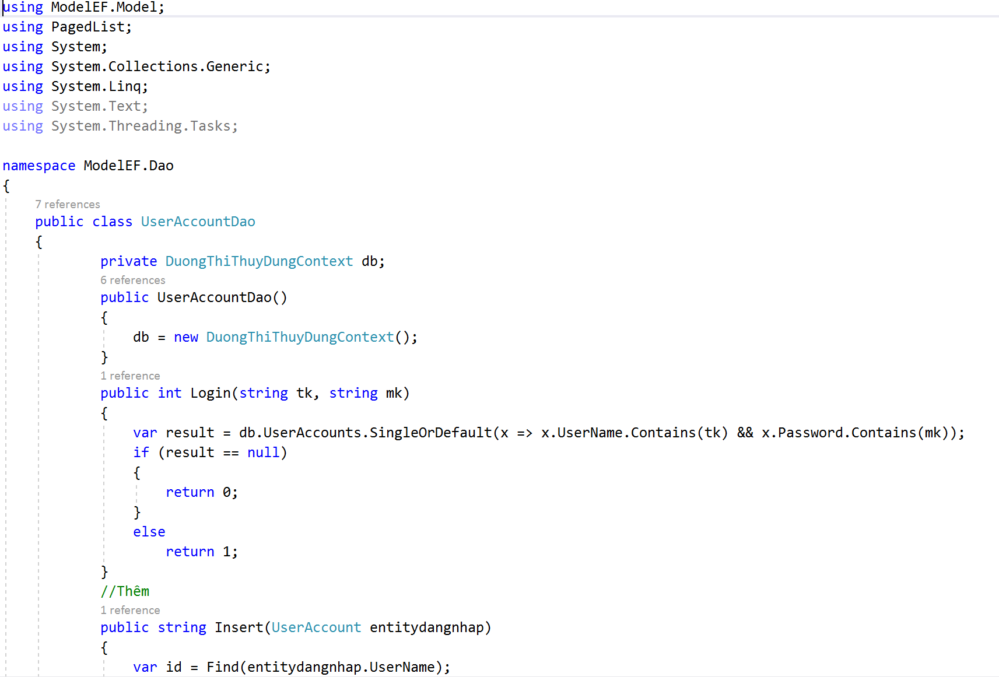 using ModelEF.Model;
using PagedList;
using System;
using System.Collections.Generic;
using System.Linq;
using System.Text;
using System.Threading.Tasks;
namespace ModelEF.Dao
{
7 references
public class UserAccountDao
{
private DuongThiThuyDungContext db;
6 references
public UserAccountDao()
{
db = new DuongThiThuyDungContext();
}
1 reference
public int Login(string tk, string mk)
{
var result = db.UserAccounts.SingleOrDefault(x => x.UserName.Contains(tk) && x.Password.Contains(mk));
if (result == null)
{
return 0;
}
else
return 1;
}
//Thêm
1 reference
public string Insert(UserAccount entitydangnhap)
{
var id = Find(entitydangnhap.UserName);